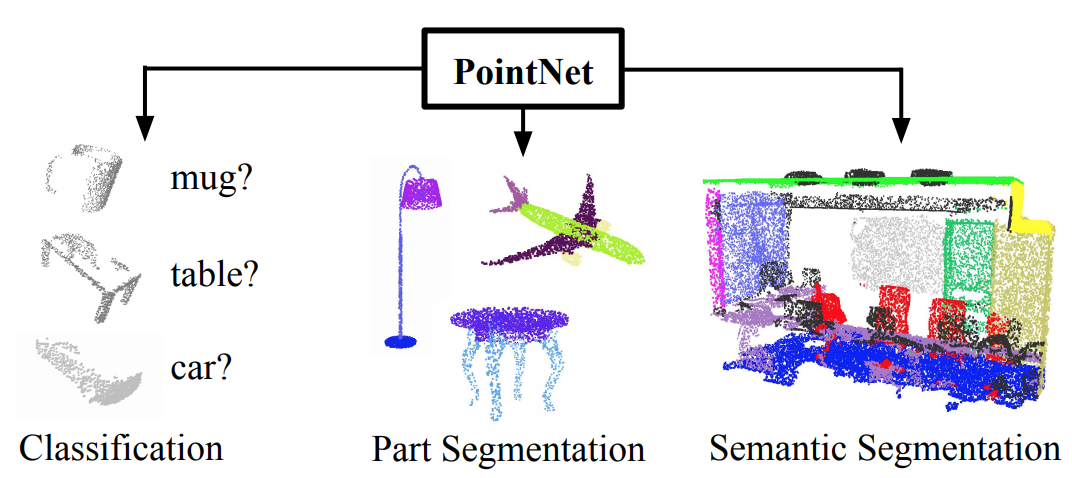 PointNet
mug?
table?
car?
Classification
Part Segmentation
Semantic Segmentation